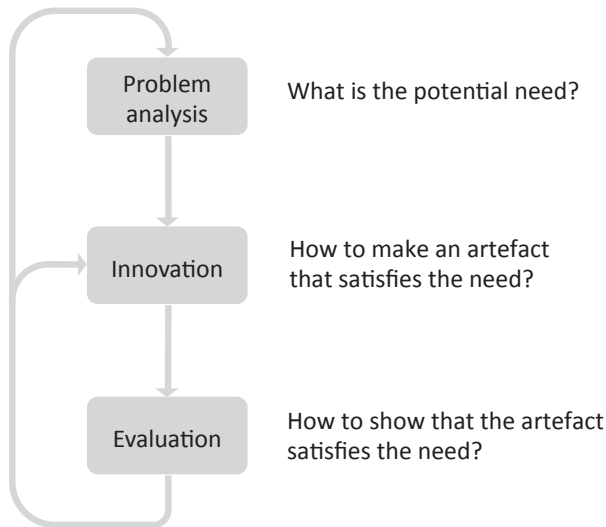 Problem
analysis
What is the potential need?
Innovation
How to make an artefact
that satisfies the need?
Evaluation
How to show that the artefact
satisfies the need?